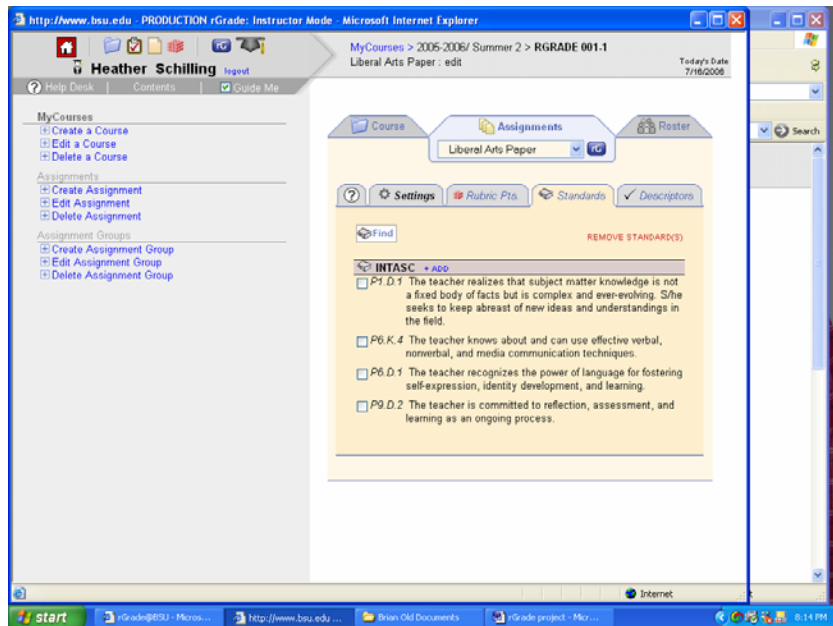 http://www.bsu.edu - PRODUCTION rGrade: Instructor Mode - Microsoft Internet Explorer
Heather Schilling logout
Help Desk | Contents | Guide Me
MyCourses > 2005-2006/ Summer 2 > RGRADE 001.1
Liberal Arts Paper : edit
Today's Date
7/16/2006
Search
MyCourses
Create a Course
Edit a Course
Delete a Course
Assignments
Create Assignment
Edit Assignment
Delete Assignment
Assignment Groups
Create Assignment Group
Edit Assignment Group
Delete Assignment Group
Course
Assignments
Roster
Liberal Arts Paper
rG
? Settings Rubric Pts. Standards Descriptors
Find
REMOVE STANDARD(S)
INTASC + ADD
P1.D.1 The teacher realizes that subject matter knowledge is not
a fixed body of facts but is complex and ever-evolving. S/he
seeks to keep abreast of new ideas and understandings in
the field.
P6.K.4 The teacher knows about and can use effective verbal,
nonverbal, and media communication techniques.
P6.D.1 The teacher recognizes the power of language for fostering
self-expression, identity development, and learning.
P9.D.2 The teacher is committed to reflection, assessment, and
learning as an ongoing process.
Internet
start
rGrade@BSU - Micros...
http://www.bsu.edu ...
Brian Old Documents
rGrade project - Micr...
8:14 PM